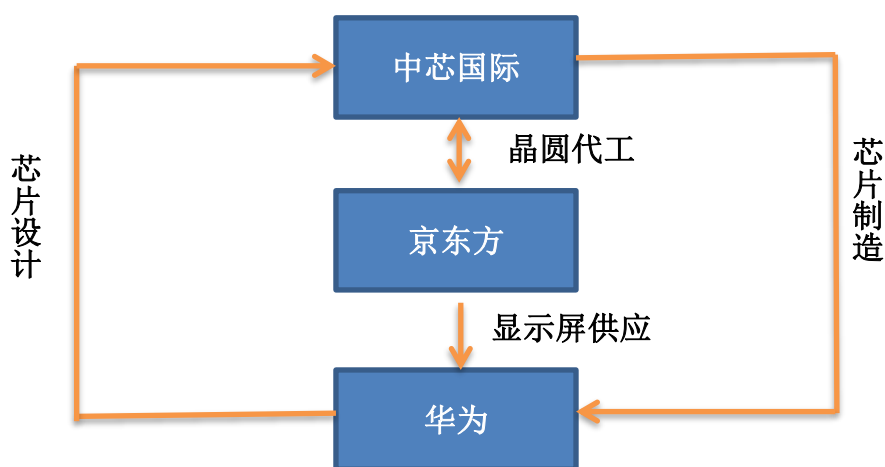 中芯国际
晶圆代工
芯片设计
芯片制造
京东方
显示屏供应
华为